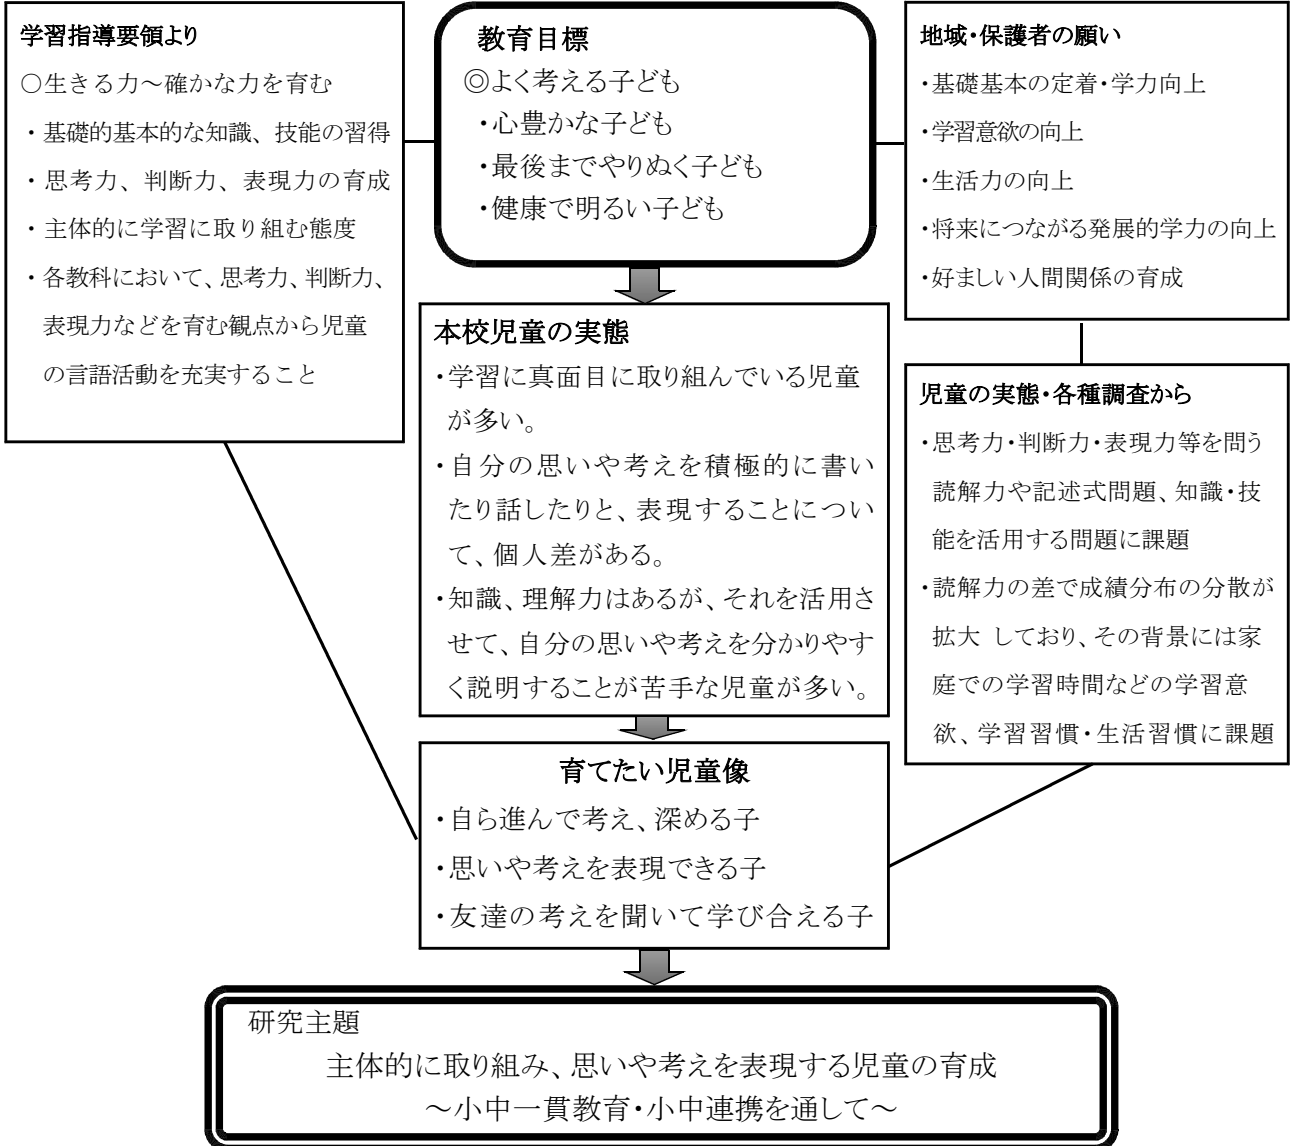 学習指導要領より
○生きる力～確かな力を育む
・基礎的基本的な知識、技能の習得
・思考力、判断力、表現力の育成
・主体的に学習に取り組む態度
・各教科において、思考力、判断力、
表現力などを育む観点から児童
の言語活動を充実すること
教育目標
◎よく考える子ども
・心豊かな子ども
・最後までやりぬく子ども
・健康で明るい子ども
地域・保護者の願い
・基礎基本の定着・学力向上
・学習意欲の向上
・生活力の向上
・将来につながる発展的学力の向上
・好ましい人間関係の育成
本校児童の実態
・学習に真面目に取り組んでいる児童
が多い。
・自分の思いや考えを積極的に書い
たり話したりと、表現することについ
て、個人差がある。
・知識、理解力はあるが、それを活用さ
せて、自分の思いや考えを分かりやす
く説明することが苦手な児童が多い。
児童の実態・各種調査から
・思考力・判断力・表現力等を問う
読解力や記述式問題、知識・技
能を活用する問題に課題
・読解力の差で成績分布の分散が
拡大 しており、その背景には家
庭での学習時間などの学習意
欲、学習習慣・生活習慣に課題
育てたい児童像
・自ら進んで考え、深める子
・思いや考えを表現できる子
・友達の考えを聞いて学び合える子
研究主題
主体的に取り組み、思いや考えを表現する児童の育成
～小中一貫教育・小中連携を通して～